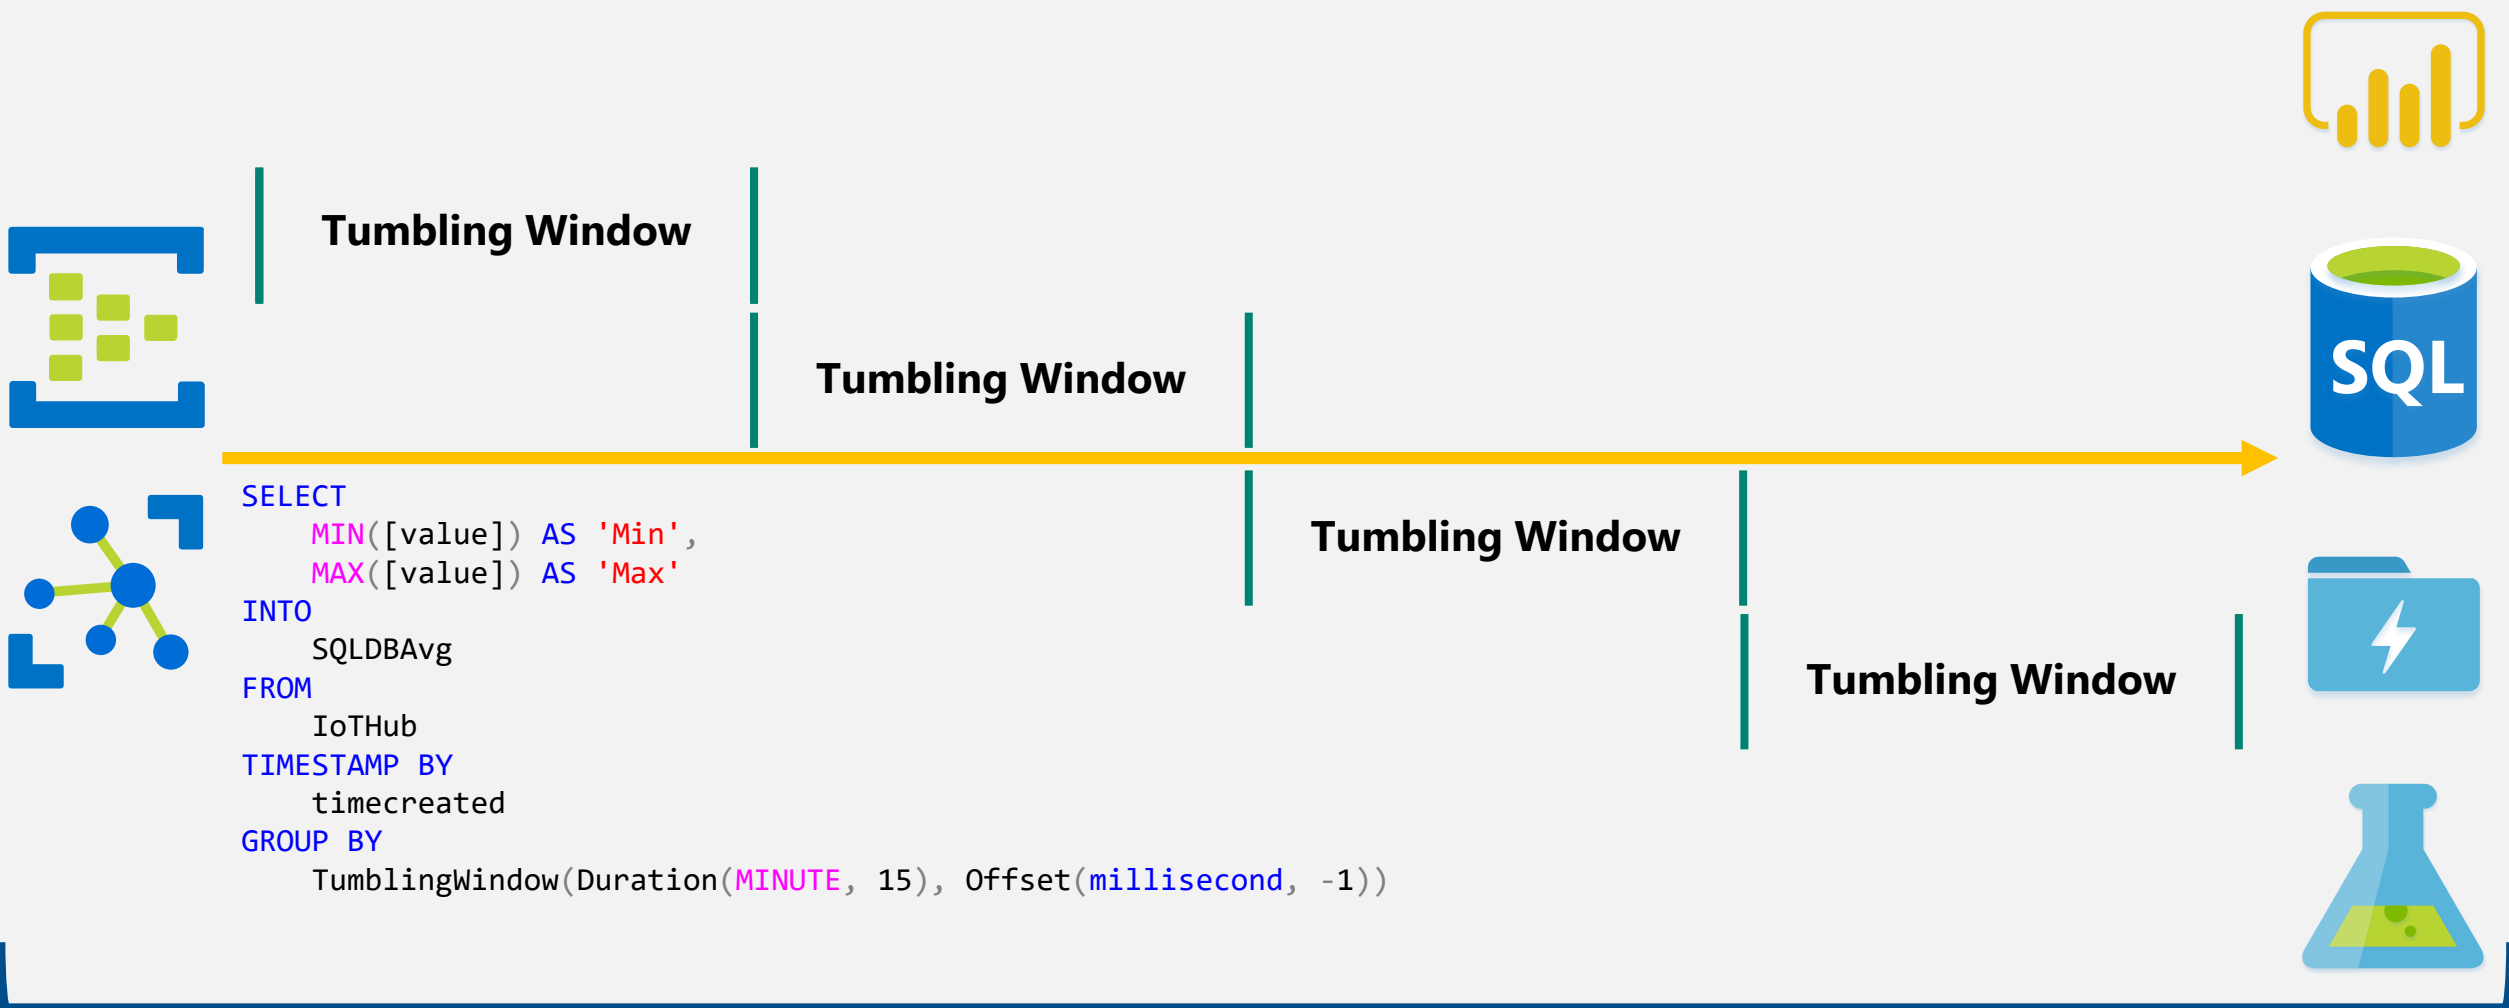 Tumbling Window
Tumbling Window
Tumbling Window
Tumbling Window
SELECT
    MIN([value]) AS 'Min',
    MAX([value]) AS 'Max'
INTO
    SQLDBAvg
FROM
    IoTHub
TIMESTAMP BY
    timecreated
GROUP BY
    TumblingWindow(Duration(MINUTE, 15), Offset(millisecond, -1))
SQL